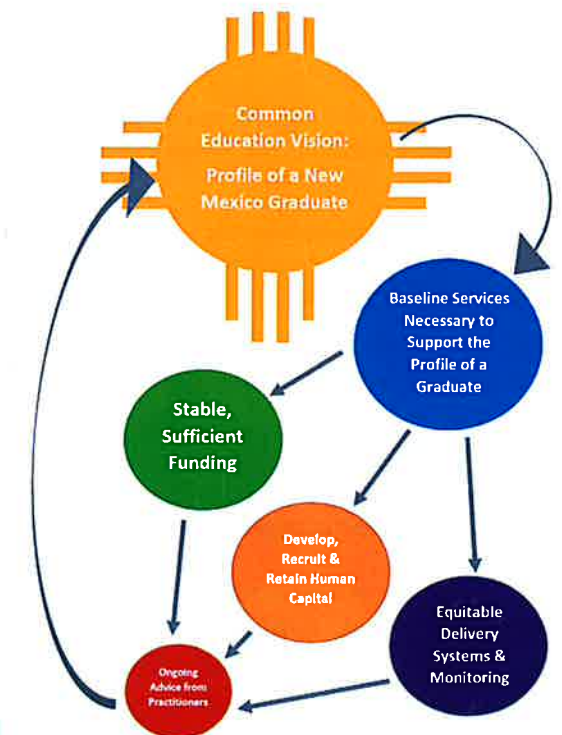 Common
Education Vision:
Profile of a New
Mexico Graduate
Baseline Services
Necessary to
Support the
Profile of a
Graduate
Stable,
Sufficient
Funding
Develop,
Recruit &
Retain Human
Capital
Equitable
Delivery
Systems &
Monitoring
Ongoing
Advice from
Practitioners